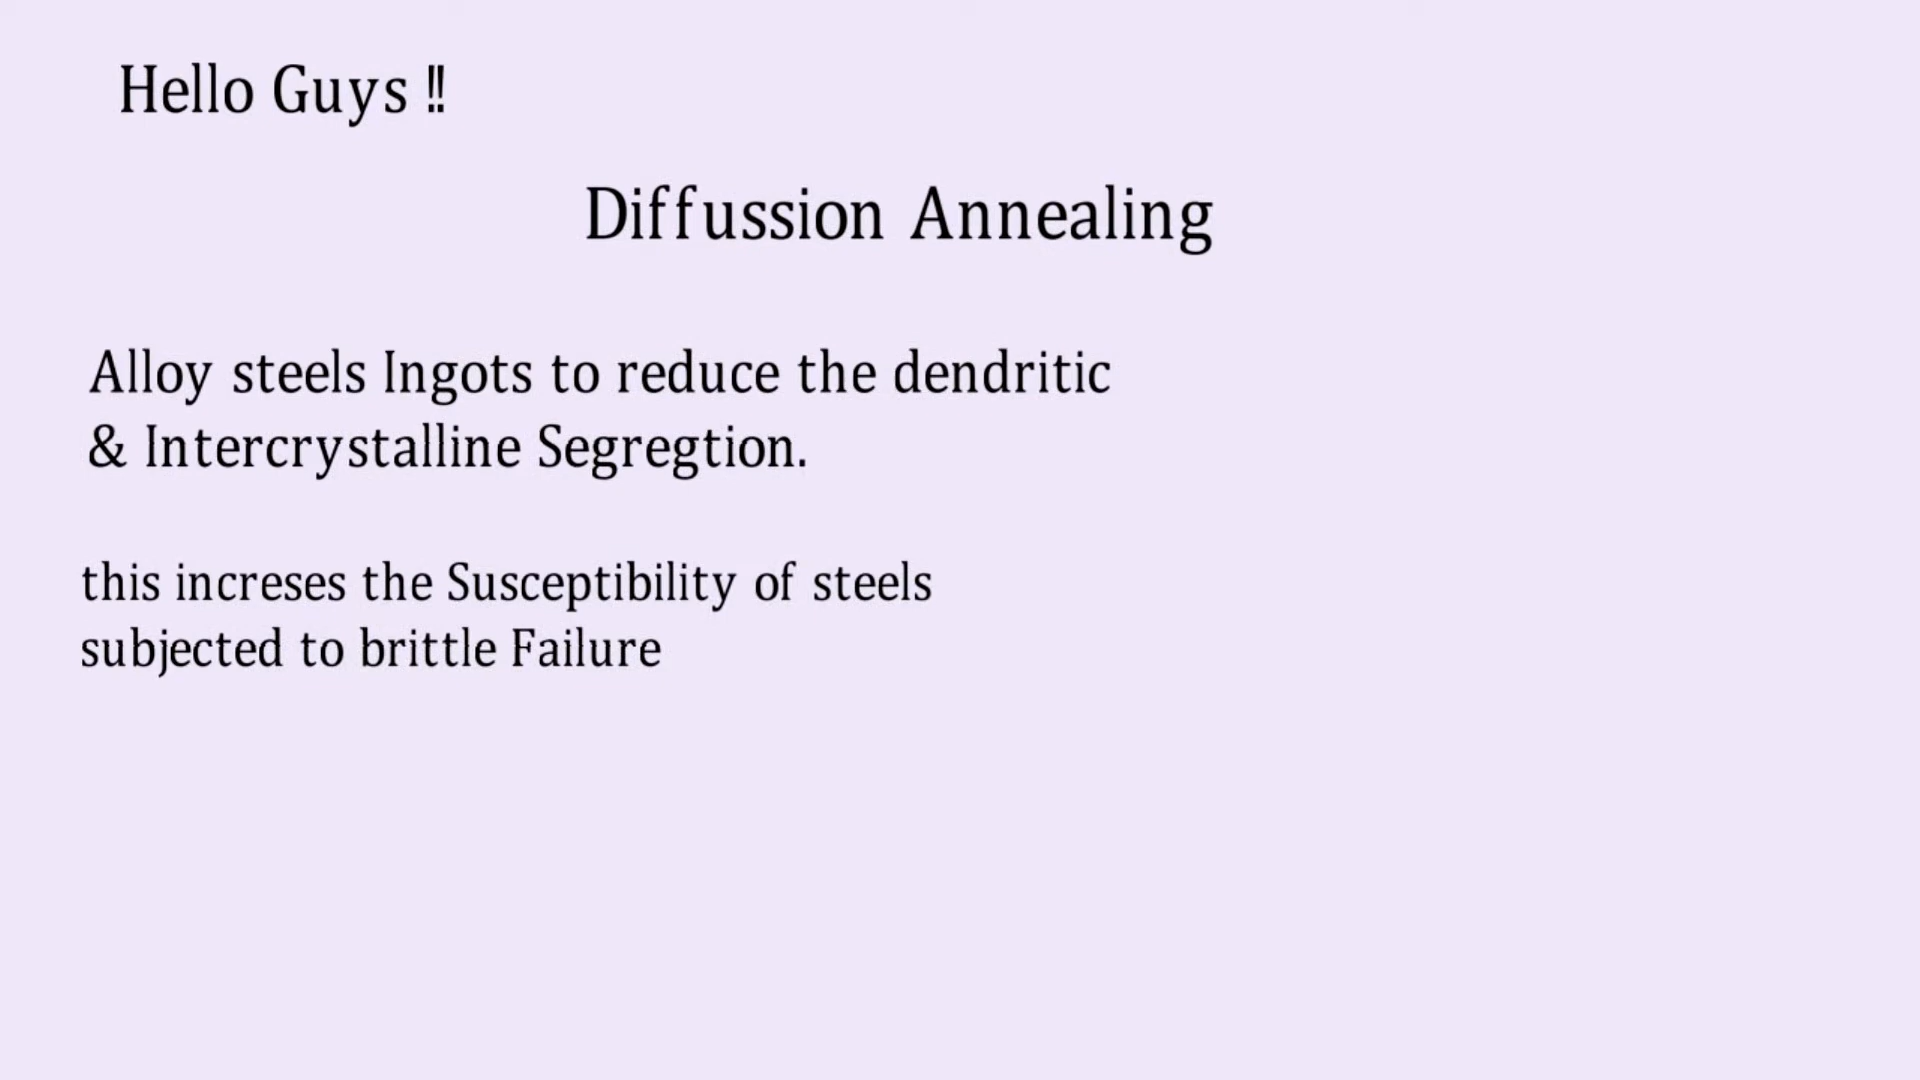 Hello Guys !!
Diffussion Annealing
Alloy steels Ingots to reduce the dendritic
& Intercrystalline Segregtion.
this increses the Susceptibility of steels
subjected to brittle Failure